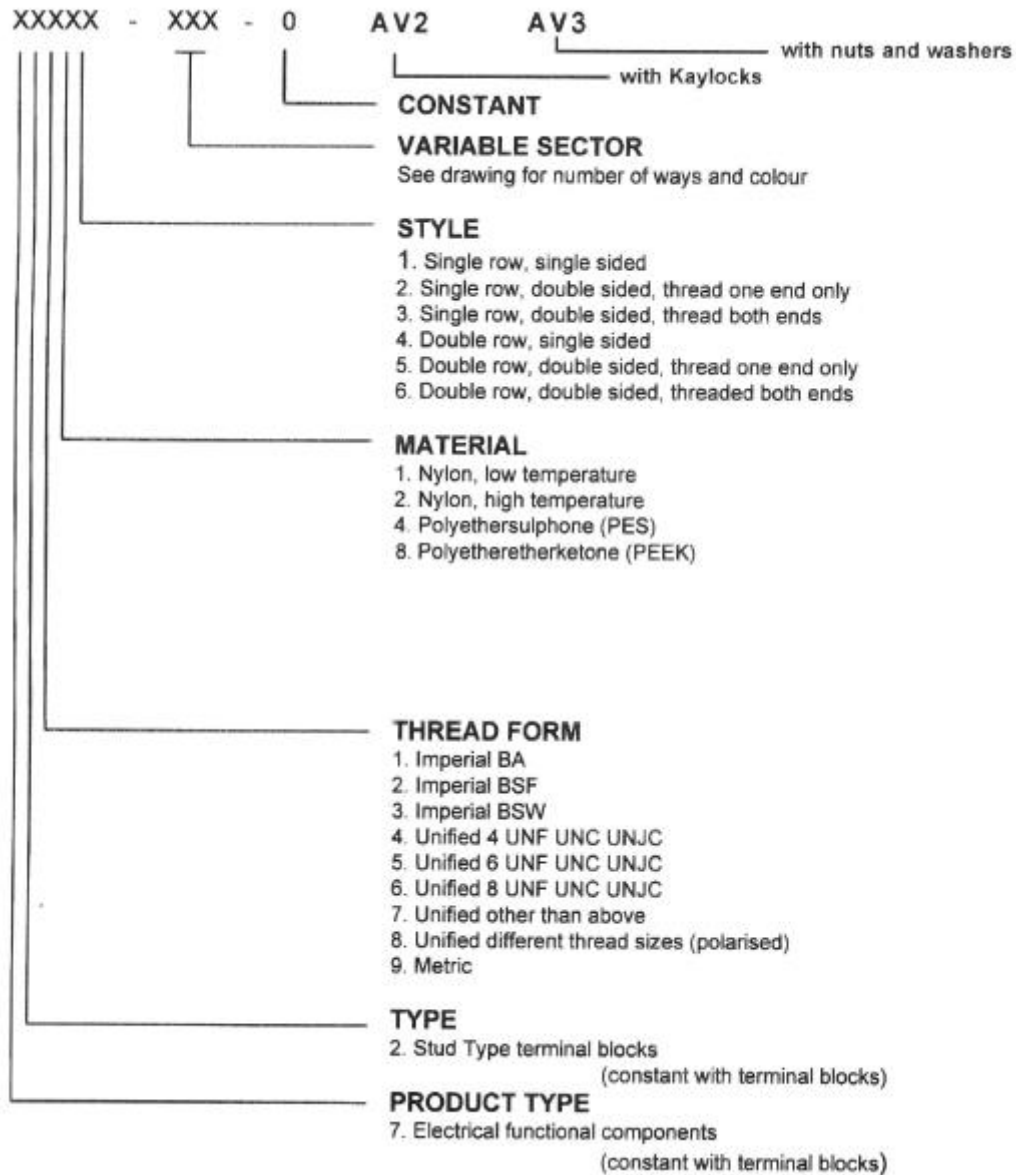 XXXXX - XXX - 0 AV2 AV3
with nuts and washers
with Kaylocks
CONSTANT
VARIABLE SECTOR
See drawing for number of ways and colour
STYLE
1. Single row, single sided
2. Single row, double sided, thread one end only
3. Single row, double sided, thread both ends
4. Double row, single sided
5. Double row, double sided, thread one end only
6. Double row, double sided, threaded both ends
MATERIAL
1. Nylon, low temperature
2. Nylon, high temperature
4. Polyethersulphone (PES)
8. Polyetheretherketone (PEEK)
THREAD FORM
1. Imperial BA
2. Imperial BSF
3. Imperial BSW
4. Unified 4 UNF UNC UNJC
5. Unified 6 UNF UNC UNJC
6. Unified 8 UNF UNC UNJC
7. Unified other than above
8. Unified different thread sizes (polarised)
9. Metric
TYPE
2. Stud Type terminal blocks
(constant with terminal blocks)
PRODUCT TYPE
7. Electrical functional components
(constant with terminal blocks)